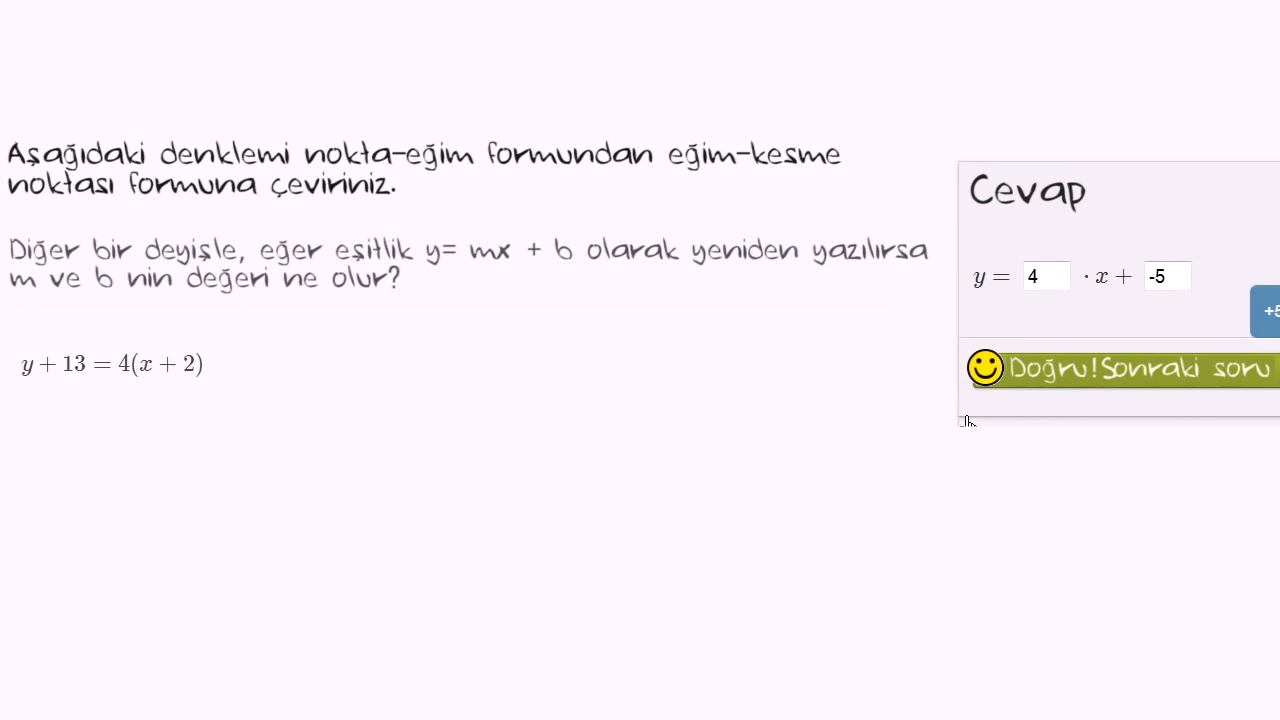 Aşağıdaki denklemi nokta-eğim formundan eğim-kesme
noktası formuna çeviriniz.
Diğer bir deyişle, eğer eşitlik y= mx + b olarak yeniden yazılırsa
m ve b nin değeri ne olur?
y + 13 = 4(x + 2)
Cevap
y = 4 · x + -5
+5
Doğru!Sonraki soru